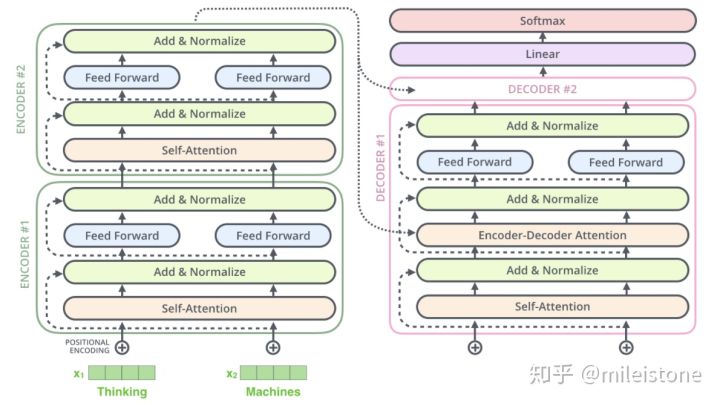 ENCODER #2
Add & Normalize
Feed Forward Feed Forward
Add & Normalize
Self-Attention
ENCODER #1
Add & Normalize
Feed Forward Feed Forward
Add & Normalize
Self-Attention
POSITIONAL
ENCODING
x₁ x₂
Thinking Machines
Softmax
Linear
DECODER #2
DECODER #1
Add & Normalize
Feed Forward Feed Forward
Add & Normalize
Encoder-Decoder Attention
Add & Normalize
Self-Attention
知乎 @mileistone